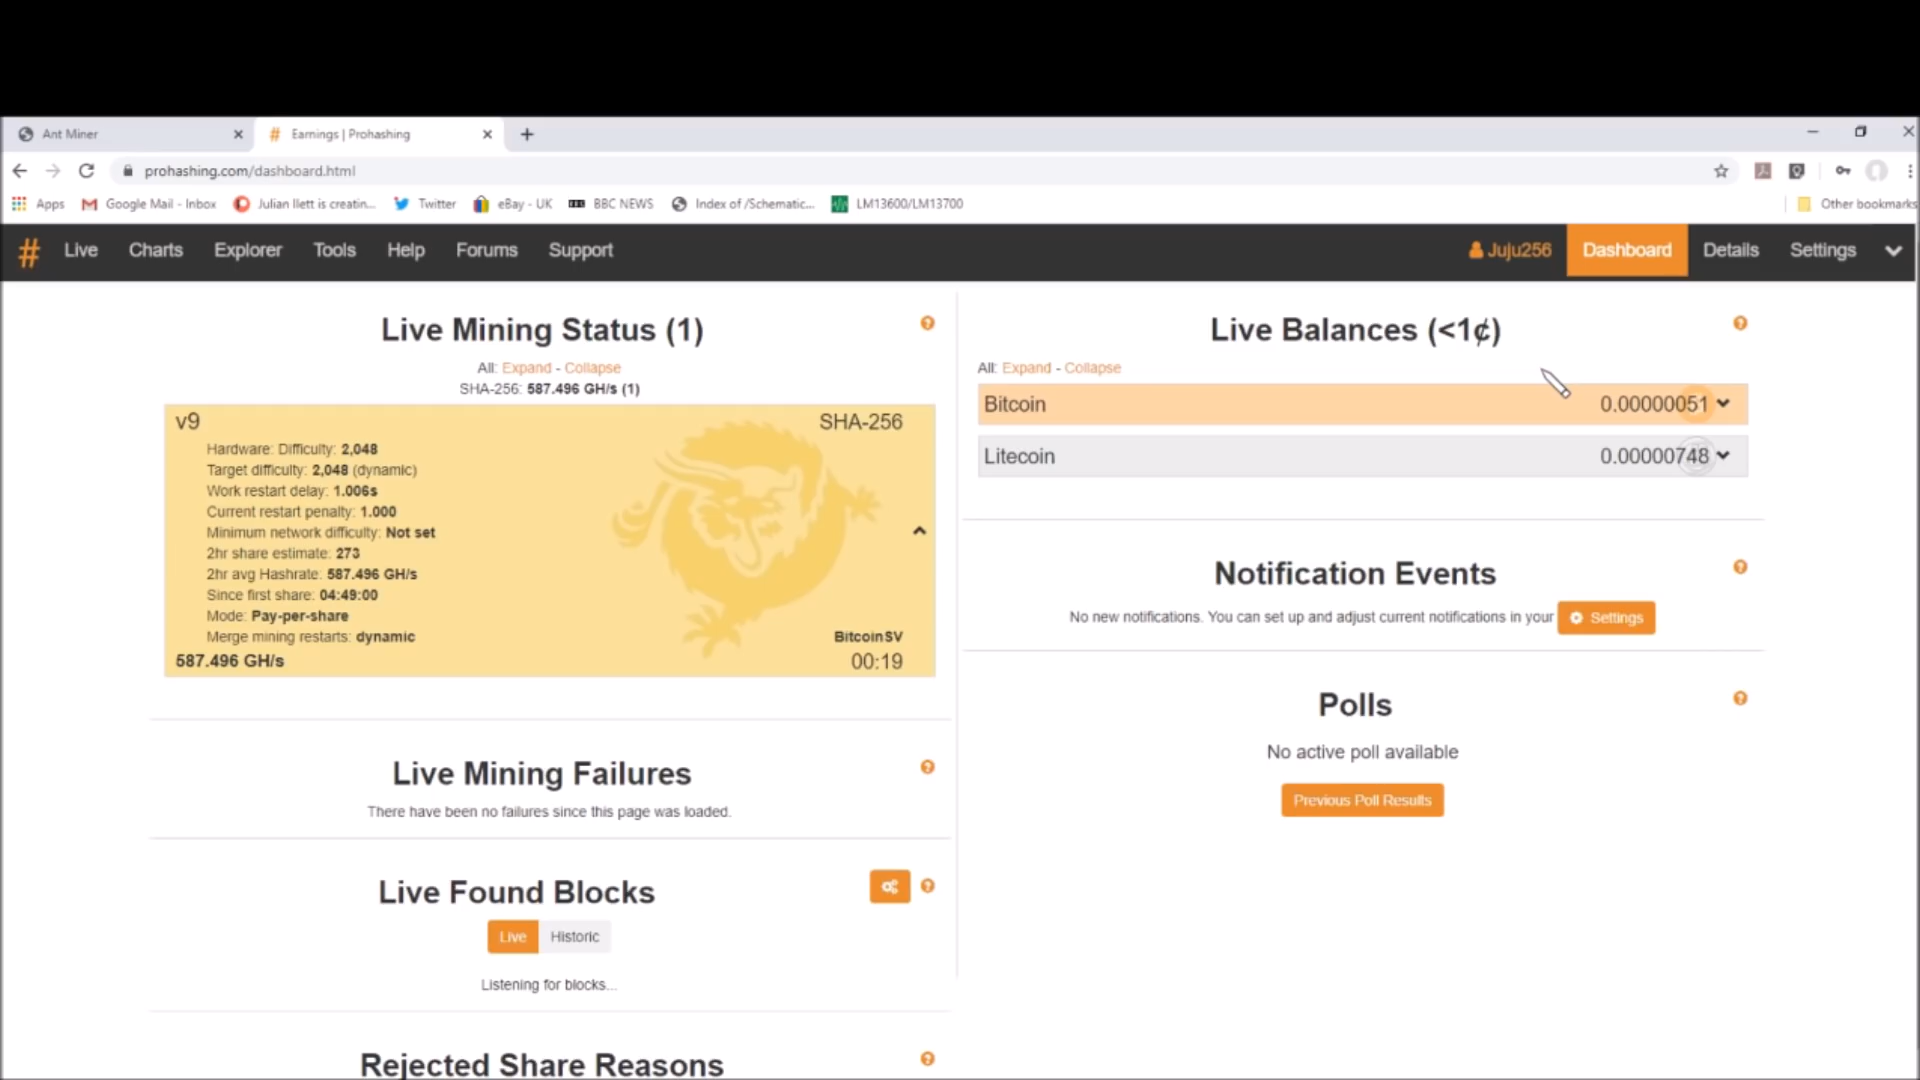 Ant Miner
Earnings | Prohashing
prohashing.com/dashboard.html
Apps Google Mail - Inbox Julian Ilett is creatin... Twitter eBay - UK BBC NEWS Index of /Schematic... LM13600/LM13700 Other bookmarks
# Live Charts Explorer Tools Help Forums Support Juju256 Dashboard Details Settings
Live Mining Status (1)
All: Expand - Collapse
SHA-256: 587.496 GH/s (1)
v9 SHA-256
Hardware: Difficulty: 2,048
Target difficulty: 2,048 (dynamic)
Work restart delay: 1.006s
Current restart penalty: 1.000
Minimum network difficulty: Not set
2hr share estimate: 273
2hr avg Hashrate: 587.496 GH/s
Since first share: 04:49:00
Mode: Pay-per-share
Merge mining restarts: dynamic
BitcoinSV
587.496 GH/s 00:19
Live Mining Failures
There have been no failures since this page was loaded.
Live Found Blocks
Live Historic
Listening for blocks...
Rejected Share Reasons
Live Balances (<1¢)
All: Expand - Collapse
Bitcoin 0.00000051
Litecoin 0.00000748
Notification Events
No new notifications. You can set up and adjust current notifications in your Settings
Polls
No active poll available
Previous Poll Results